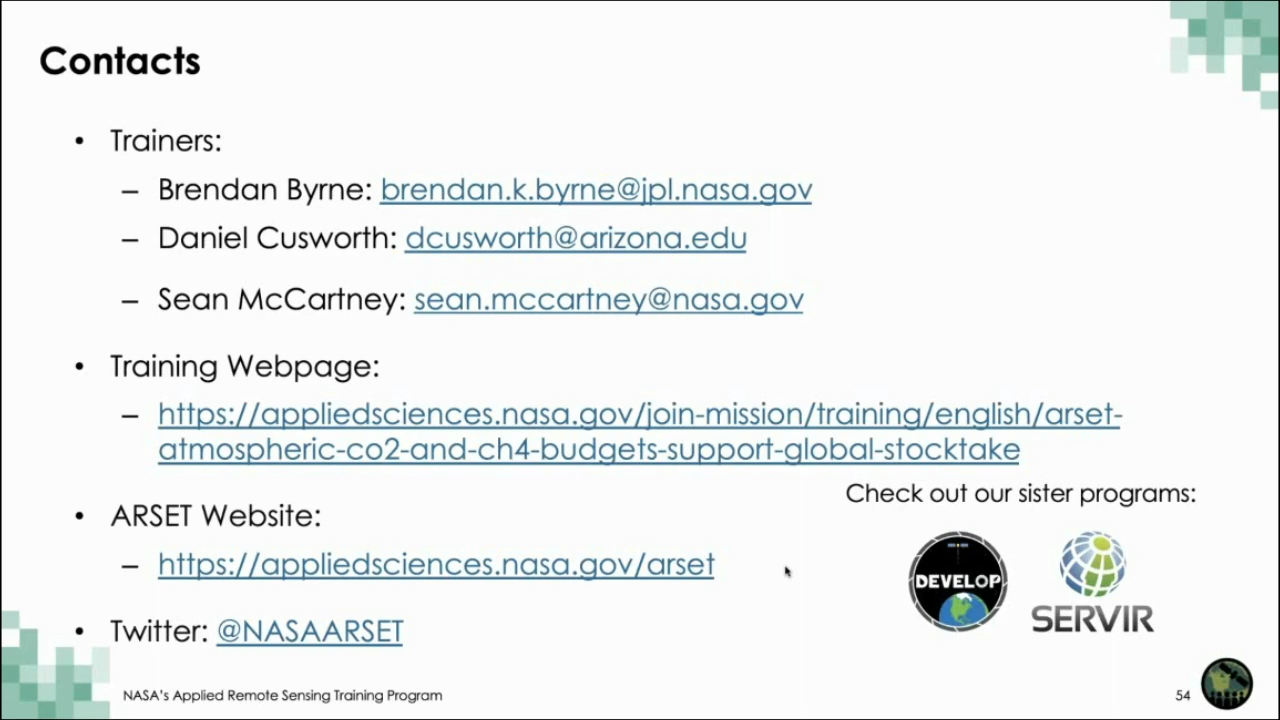 Contacts
• Trainers:
– Brendan Byrne: brendan.k.byrne@jpl.nasa.gov
– Daniel Cusworth: dcusworth@arizona.edu
– Sean McCartney: sean.mccartney@nasa.gov
• Training Webpage:
– https://appliedsciences.nasa.gov/join-mission/training/english/arset-
atmospheric-co2-and-ch4-budgets-support-global-stocktake
• ARSET Website:
– https://appliedsciences.nasa.gov/arset
• Twitter: @NASAARSET
Check out our sister programs:
DEVELOP
SERVIR
NASA's Applied Remote Sensing Training Program
54